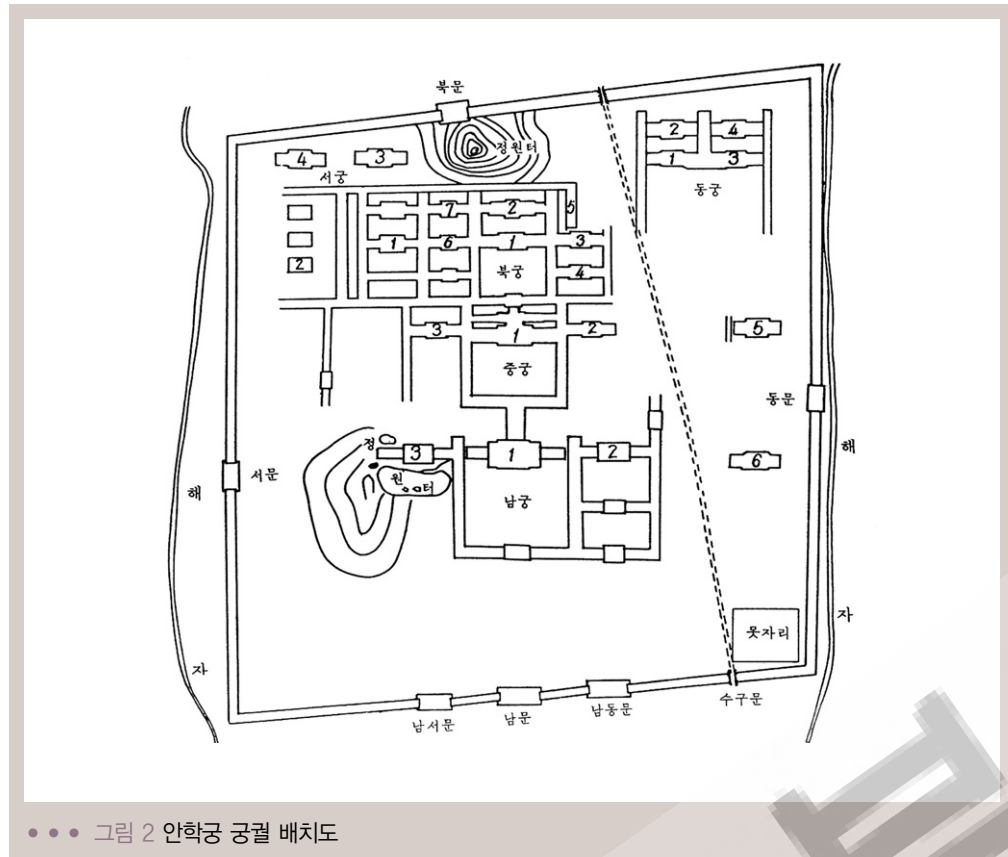 북문
정원터
2 4
1 3
동궁
4 3
서궁
7 2 5
1 6 1 3
2
북궁
4
3 1 2
5
중궁
동문
정
3 1 2
6
해
원
터
서문
남궁
해
자
못자리
자
남서문
남문
남동문
수구문
••• 그림 2 안학궁 궁궐 배치도